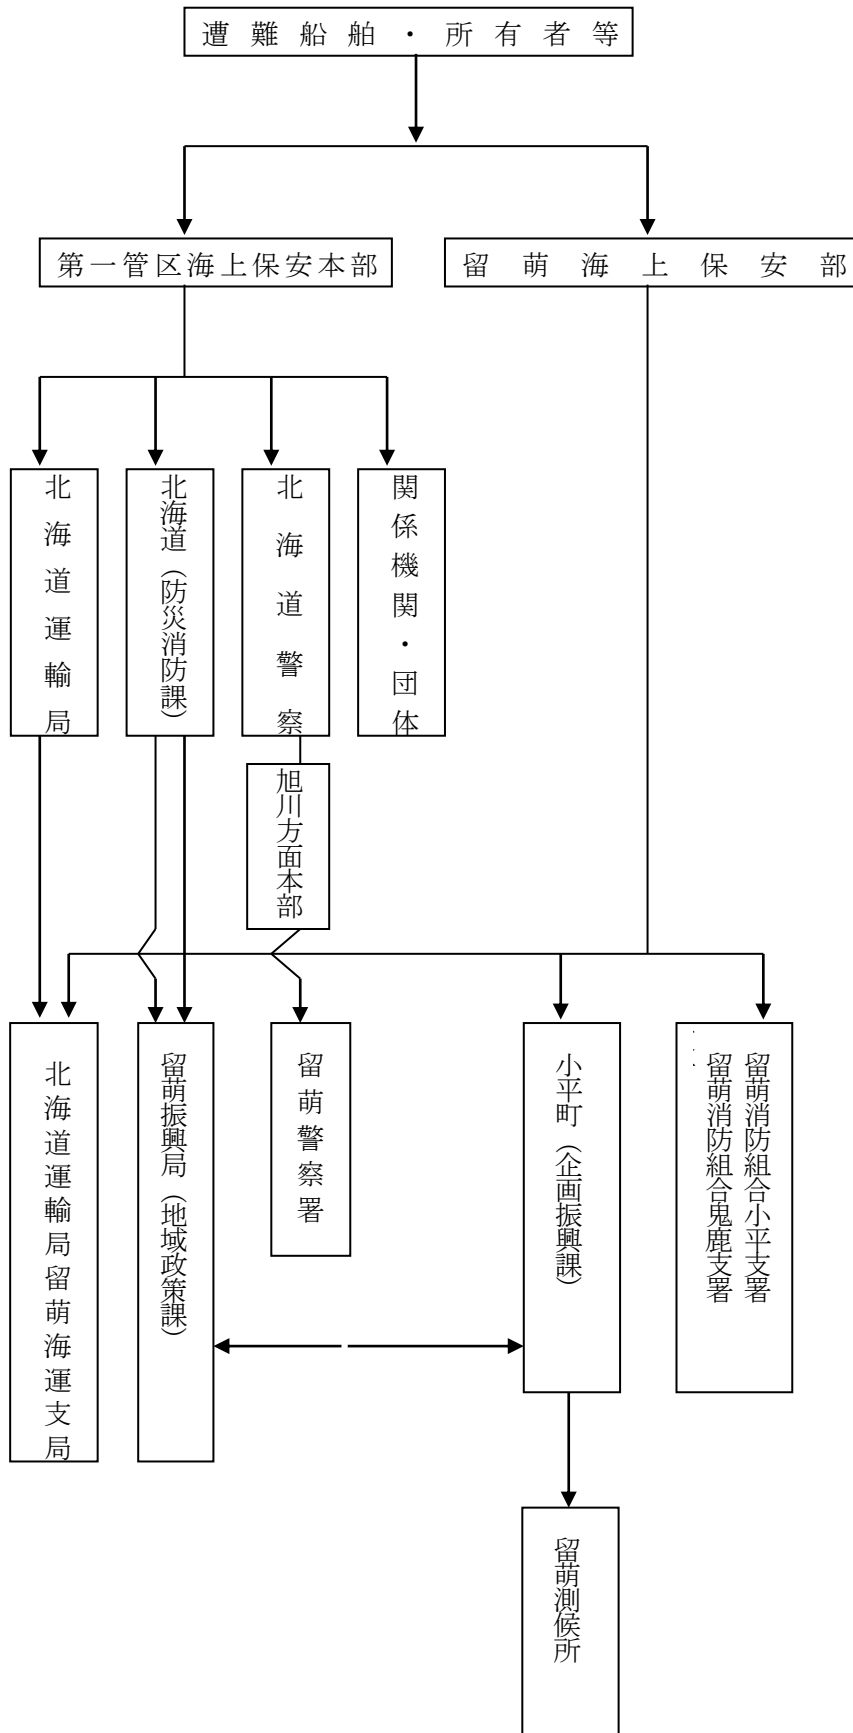 遭難船舶・所有者等
第一管区海上保安本部
留萌海上保安部
北海道運輸局
北海道（防災消防課）
北海道警察
関係機関・団体
旭川方面本部
北海道運輸局留萌海運支局
留萌振興局（地域政策課）
留萌警察署
小平町（企画振興課）
留萌消防組合小平支署
留萌消防組合鬼鹿支署
留萌測候所